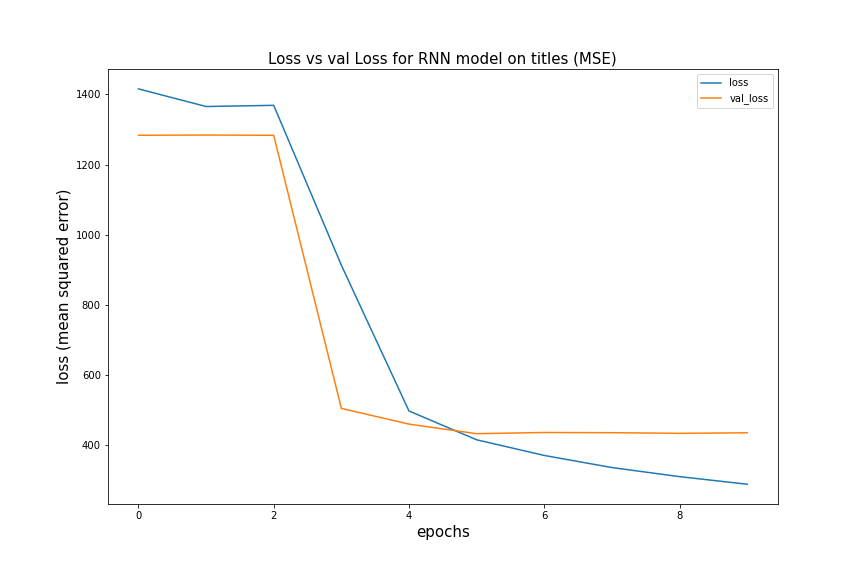 Loss vs val Loss for RNN model on titles (MSE)
loss
val_loss
1400
1200
1000
800
600
400
loss (mean squared error)
0
2
4
6
8
epochs